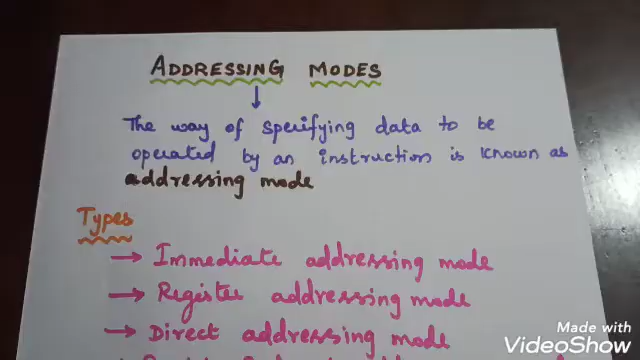 ADDRESSING MODES
The way of specifying data to be
operated by an instruction is known as
addressing mode
Types
→ Immediate addressing mode
→ Register addressing mode
→ Direct addressing mode
Made with
VideoShow